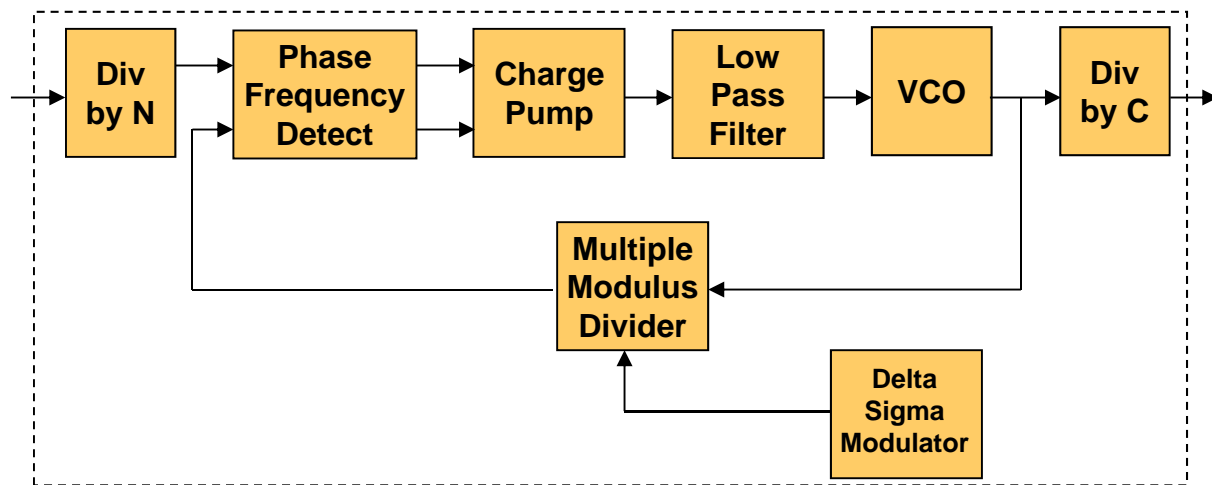 Div
by N
Phase
Frequency
Detect
Charge
Pump
Low
Pass
Filter
VCO
Div
by C
Multiple
Modulus
Divider
Delta
Sigma
Modulator